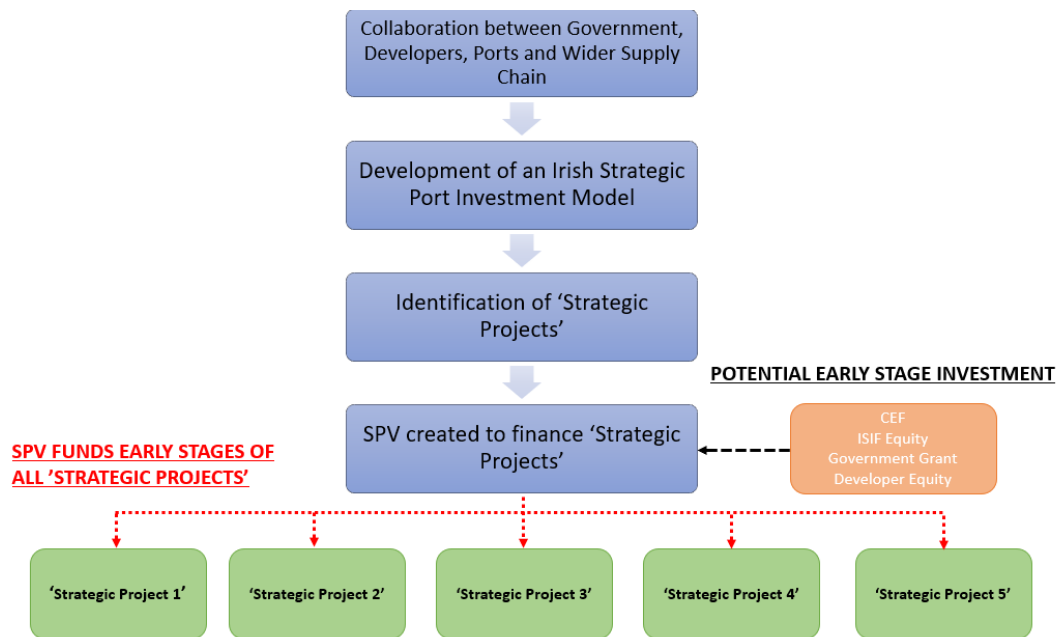 Collaboration between Government,
Developers, Ports and Wider Supply
Chain
Development of an Irish Strategic
Port Investment Model
Identification of ‘Strategic
Projects’
POTENTIAL EARLY STAGE INVESTMENT
SPV created to finance ‘Strategic
Projects’
CEF
ISIF Equity
Government Grant
Developer Equity
SPV FUNDS EARLY STAGES OF
ALL ’STRATEGIC PROJECTS’
‘Strategic Project 1’
‘Strategic Project 2’
‘Strategic Project 3’
‘Strategic Project 4’
‘Strategic Project 5’